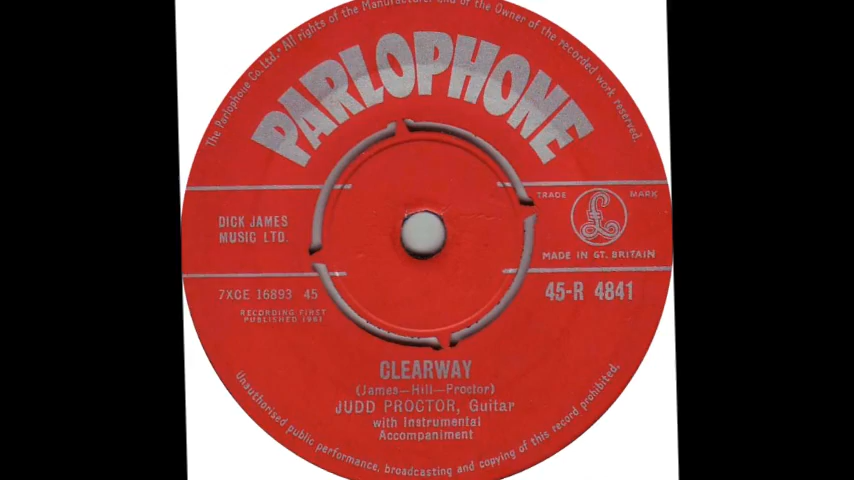 The Parlophone Co. Ltd. • All rights of the Manufacturer and of the Owner of the recorded work reserved.
PARLOPHONE
TRADE MARK
£
DICK JAMES
MUSIC LTD.
MADE IN GT. BRITAIN
7XCE 16893 45
45-R 4841
RECORDING FIRST
PUBLISHED 1961
CLEARWAY
(James—Hill—Proctor)
JUDD PROCTOR, Guitar
with Instrumental
Accompaniment
Unauthorised public performance, broadcasting and copying of this record prohibited.